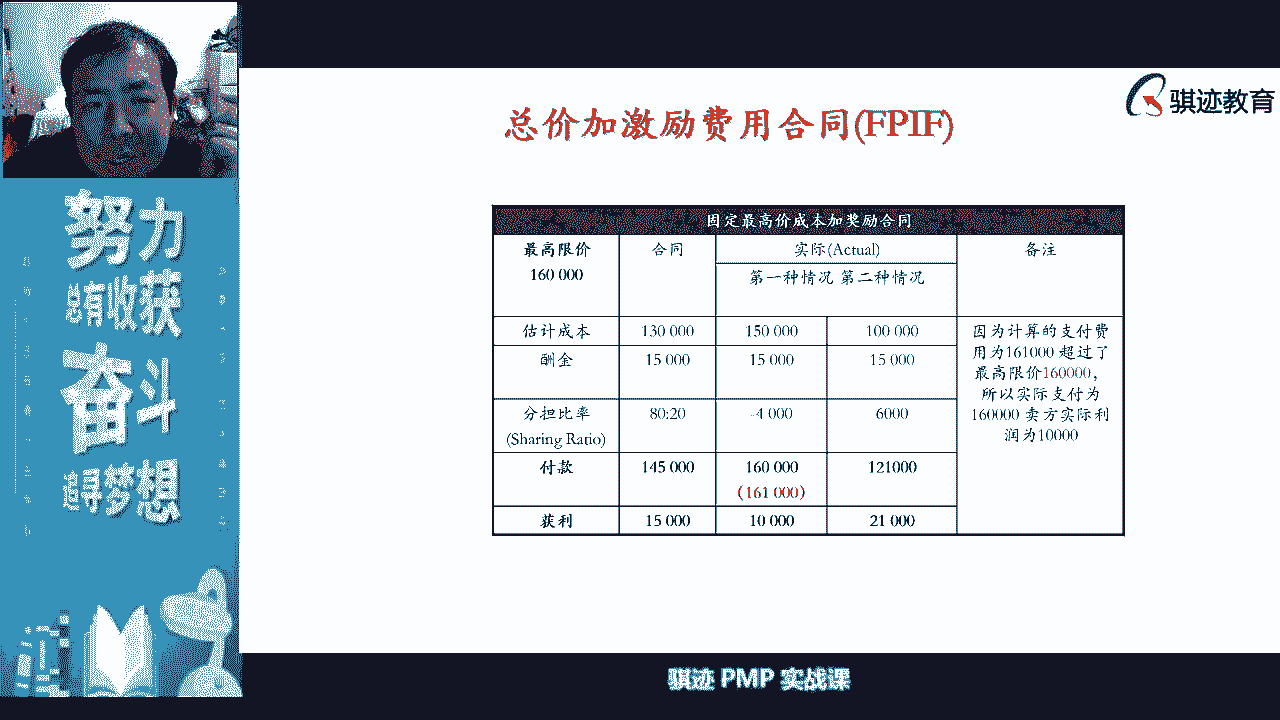 骐迹教育
总价加激励费用合同(FPIF)
努力
总有收获
奋斗
追寻梦想
固定最高价成本加奖励合同
最高限价
160 000
合同
实际(Actual)
第一种情况 第二种情况
备注
估计成本
130 000
150 000
100 000
酬金
15 000
15 000
15 000
分担比率
(Sharing Ratio)
80:20
-4 000
6000
付款
145 000
160 000
（161 000）
121000
获利
15 000
10 000
21 000
因为计算的支付费
用为161000 超过了
最高限价160000，
所以实际支付为
160000 卖方实际利
润为10000
骐迹 PMP 实战课